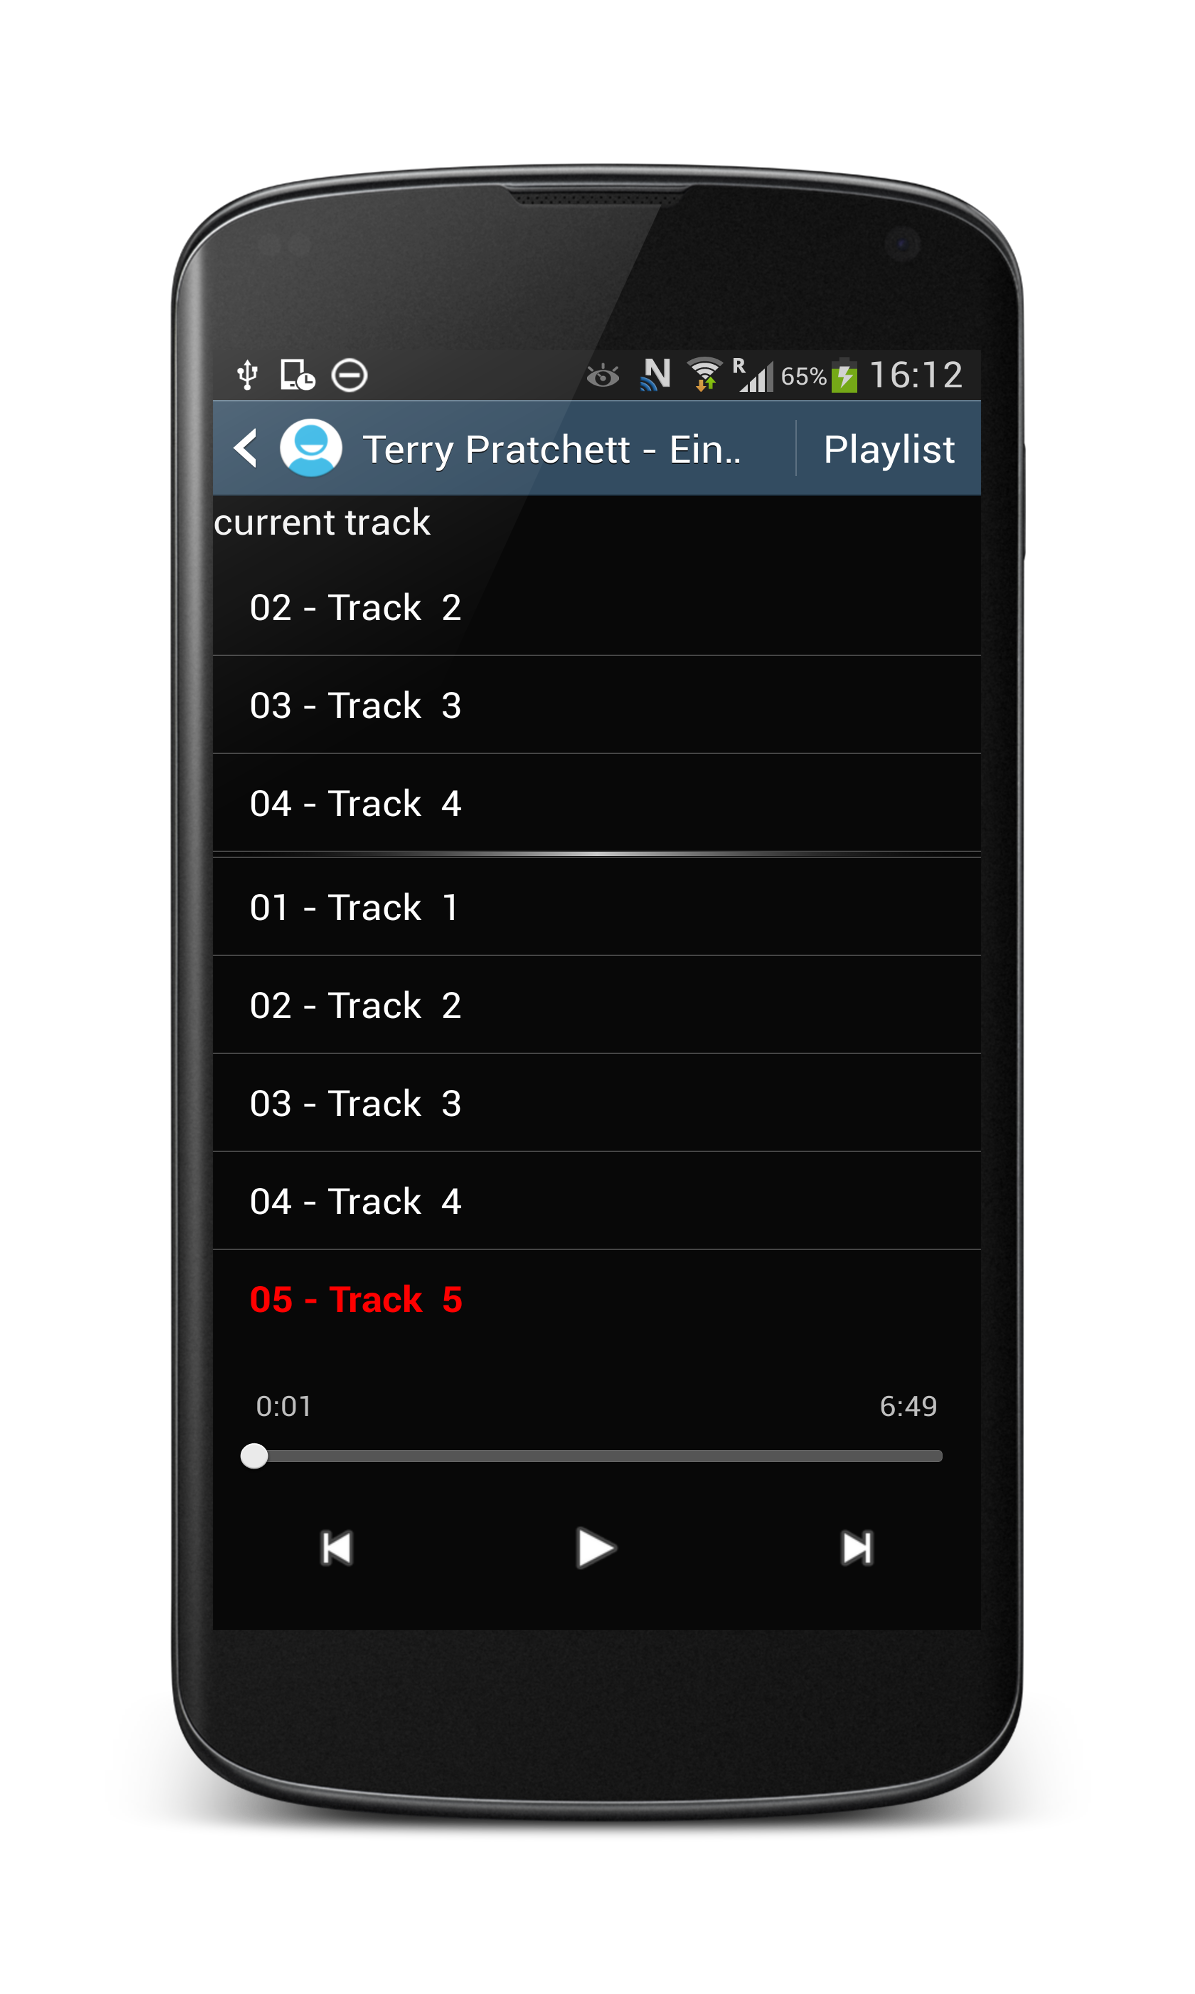 R 65% 16:12
Terry Pratchett - Ein.. Playlist
current track
02 - Track 2
03 - Track 3
04 - Track 4
01 - Track 1
02 - Track 2
03 - Track 3
04 - Track 4
05 - Track 5
0:01 6:49